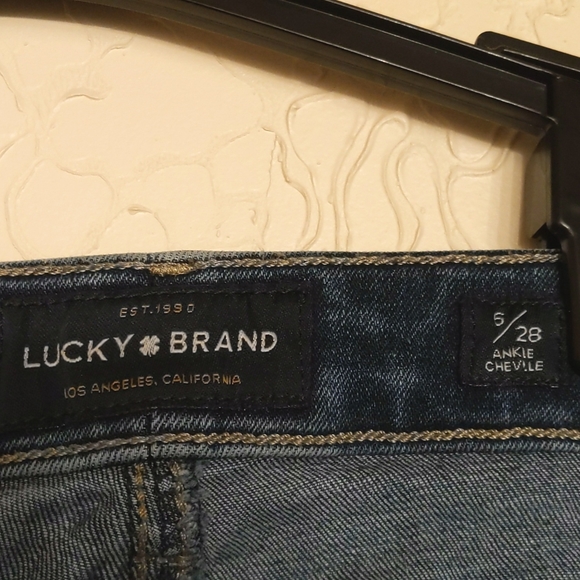 EST.1990
LUCKY BRAND
LOS ANGELES, CALIFORNIA
6/28
ANKLE
CHEVILLE